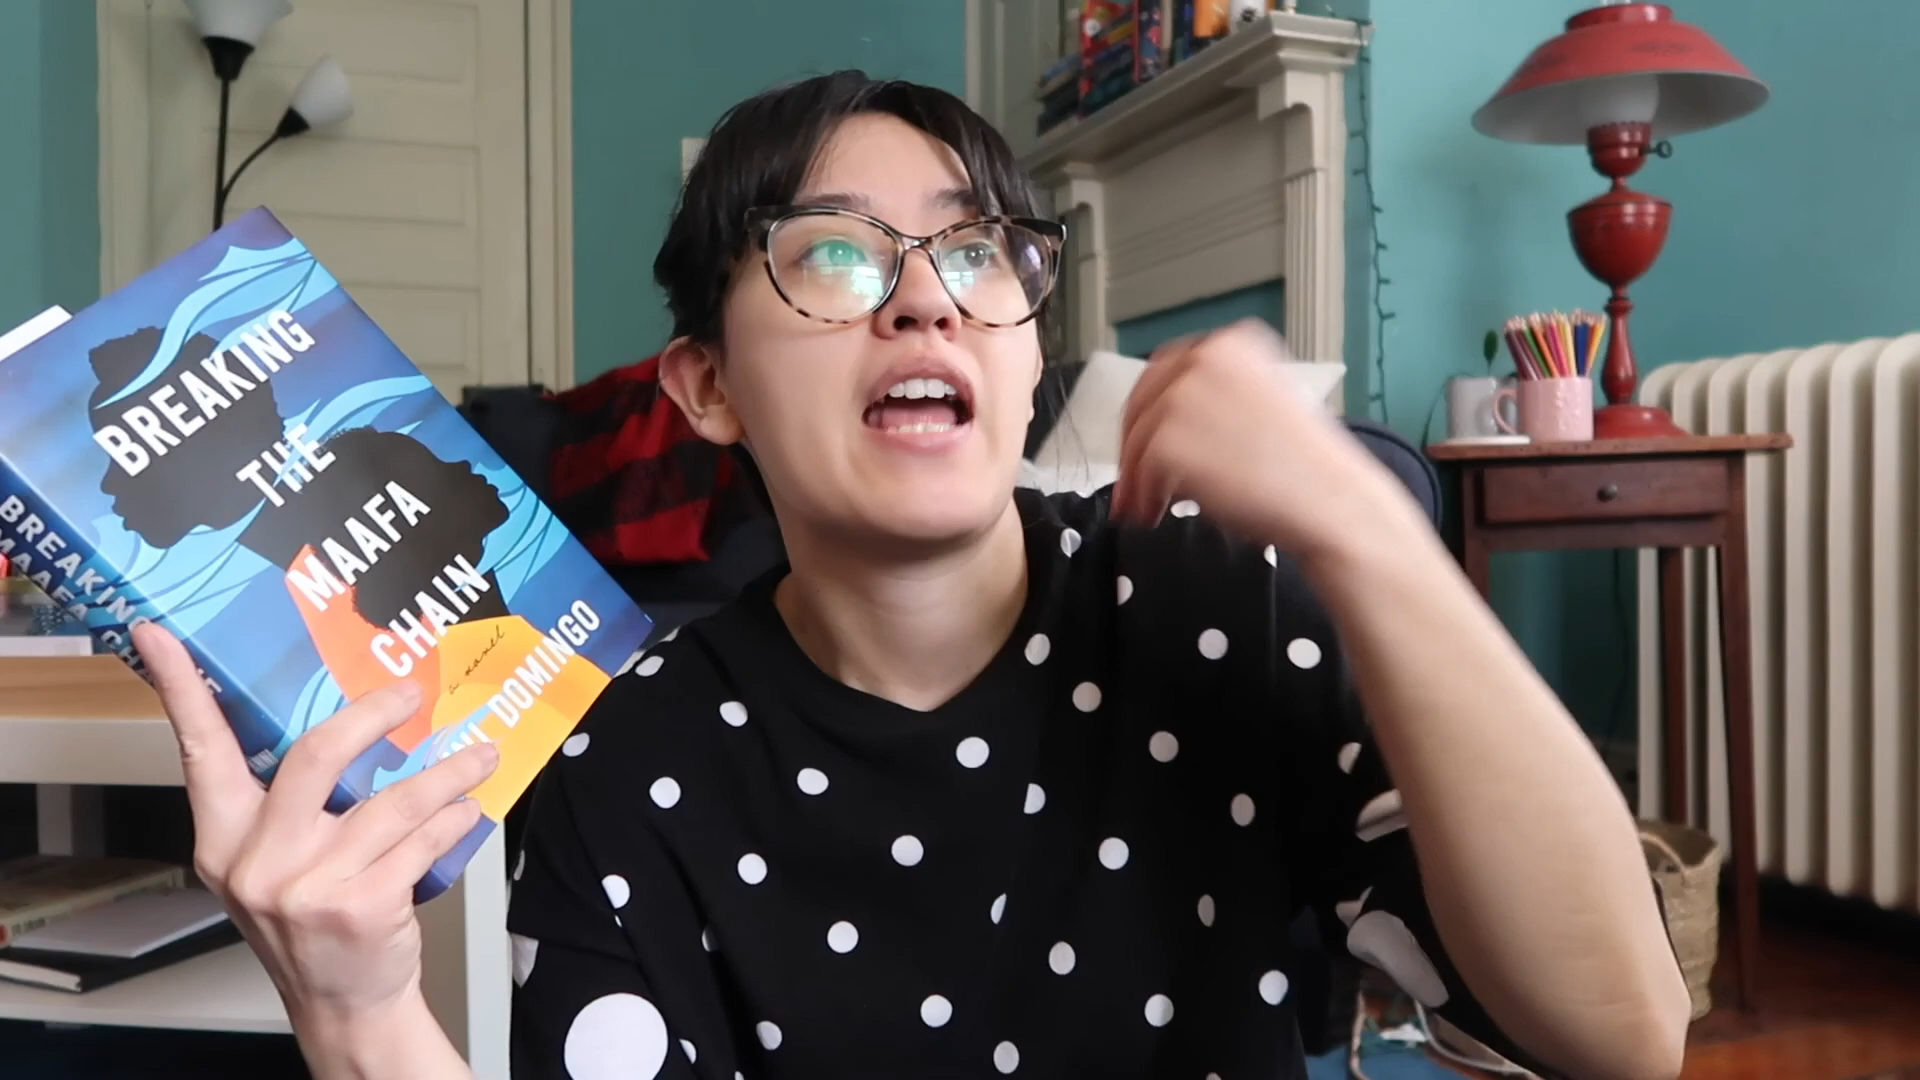 BREAKING
THE
MAAFA
CHAIN
a novel
DOMINGO
BREAKING
MAAFA